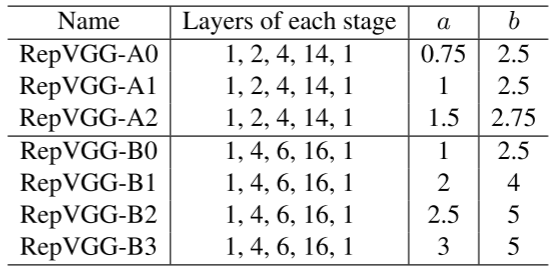 Name Layers of each stage a b
RepVGG-A0 1, 2, 4, 14, 1 0.75 2.5
RepVGG-A1 1, 2, 4, 14, 1 1 2.5
RepVGG-A2 1, 2, 4, 14, 1 1.5 2.75
RepVGG-B0 1, 4, 6, 16, 1 1 2.5
RepVGG-B1 1, 4, 6, 16, 1 2 4
RepVGG-B2 1, 4, 6, 16, 1 2.5 5
RepVGG-B3 1, 4, 6, 16, 1 3 5